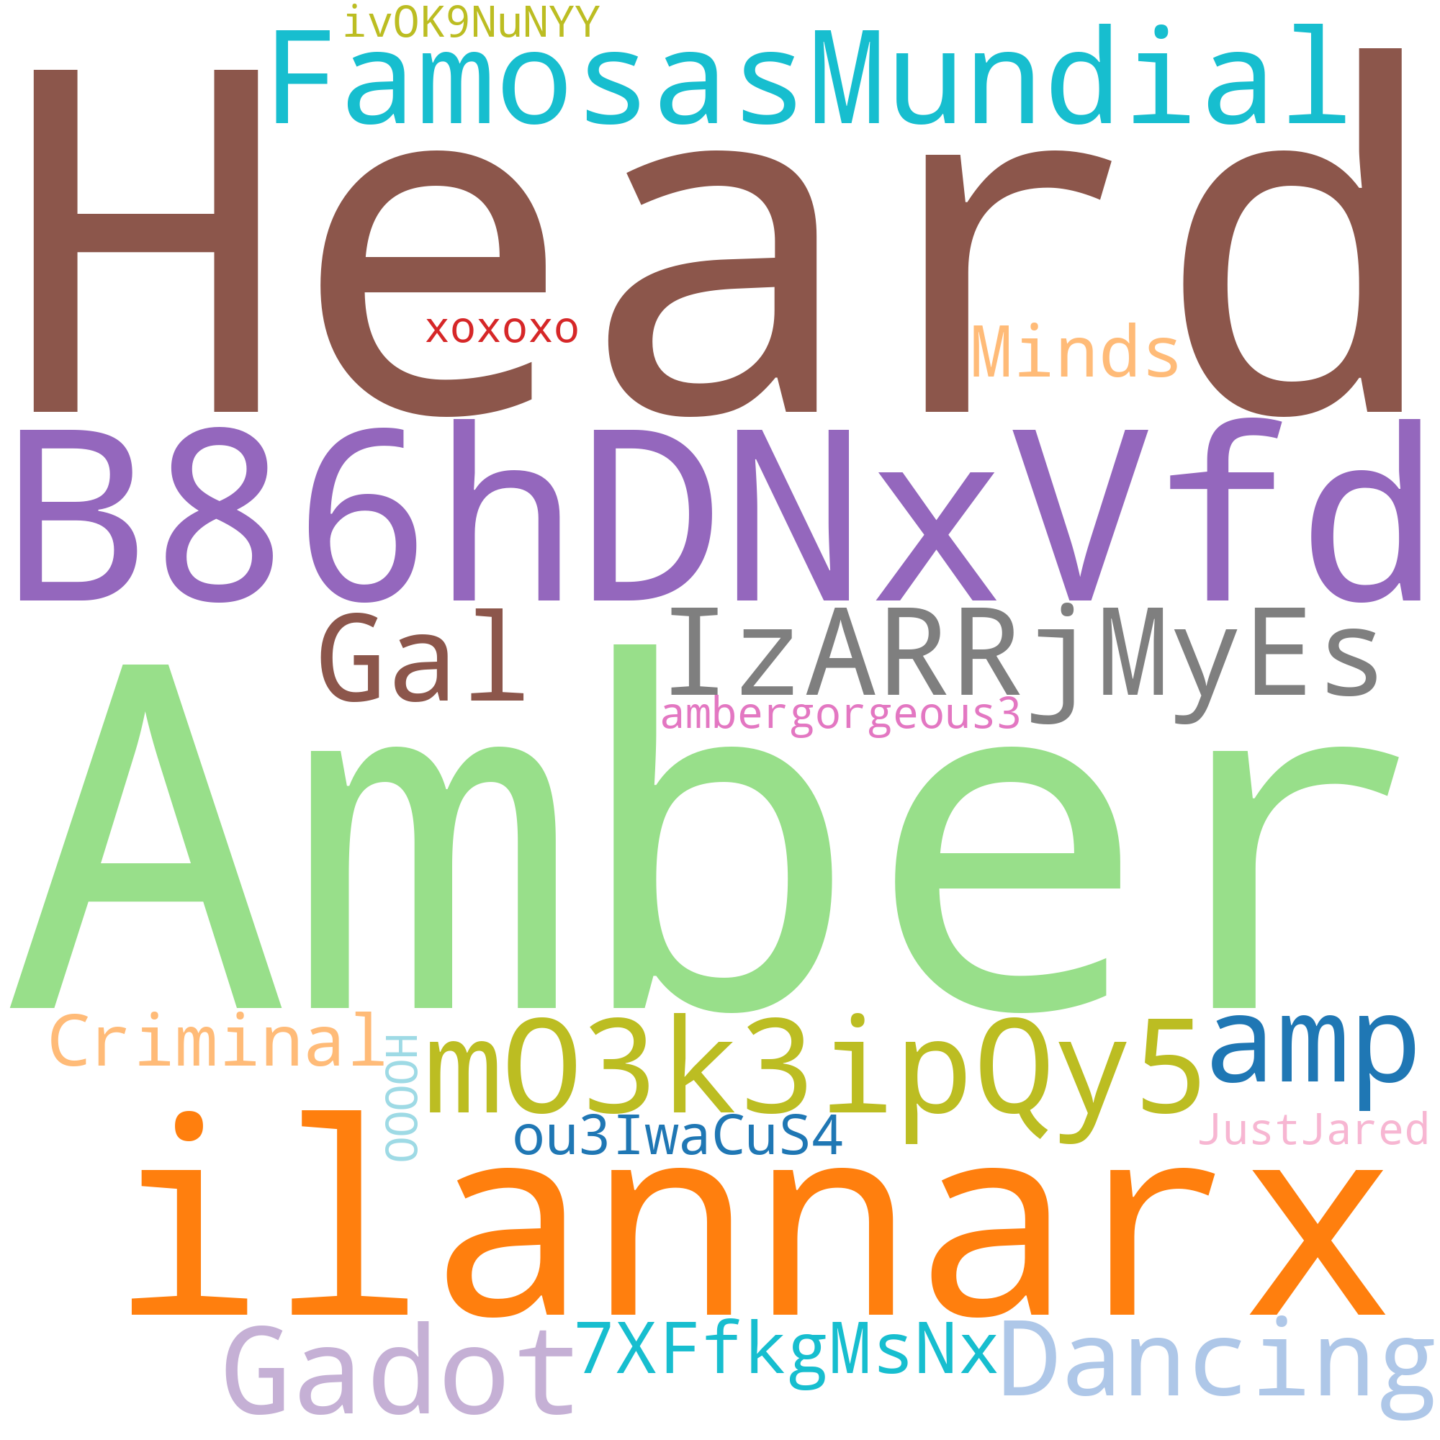 ivOK9NuNYY
FamosasMundial
Heard
xoxoxo
Minds
B86hDNxVfd
Gal
IzARRjMyEs
ambergorgeous3
Amber
Criminal
HOOOO
mO3k3ipQy5
amp
ou3IwaCuS4
JustJared
ilannarx
Gadot
7XFfkgMsNx
Dancing